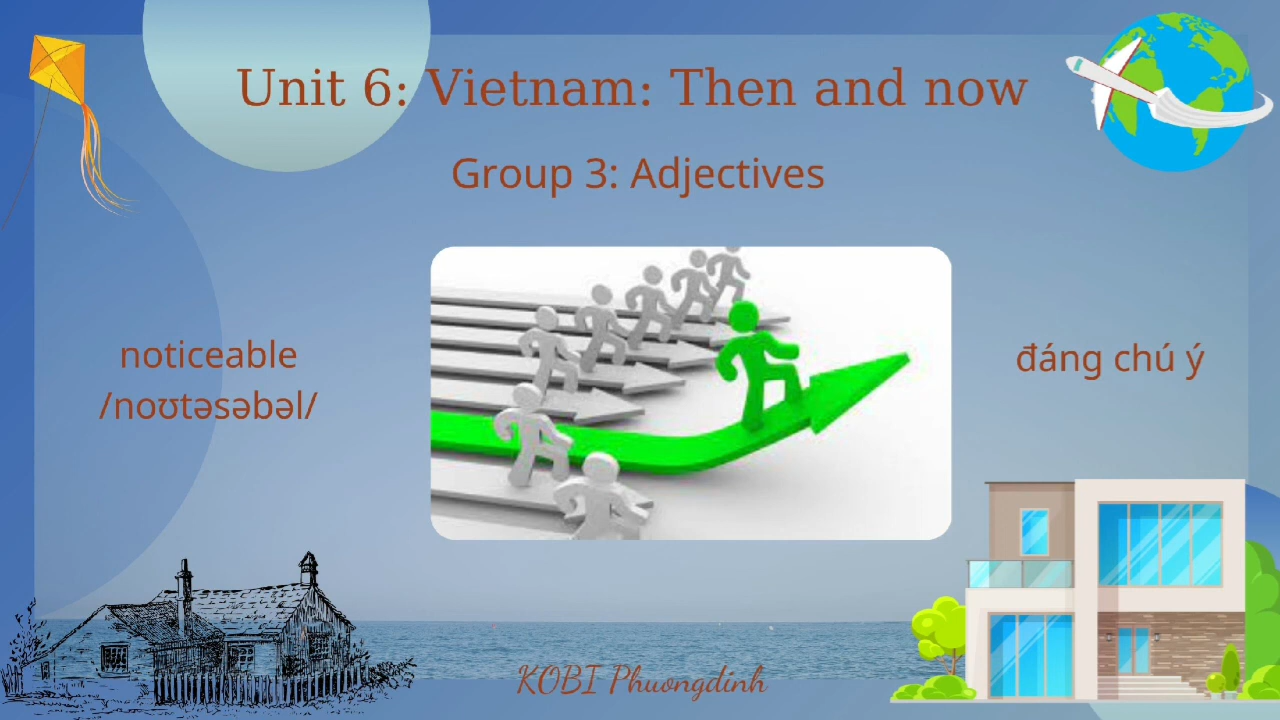 Unit 6: Vietnam: Then and now
Group 3: Adjectives
noticeable
/noʊtəsəbəl/
đáng chú ý
KOBI Phuongdinh